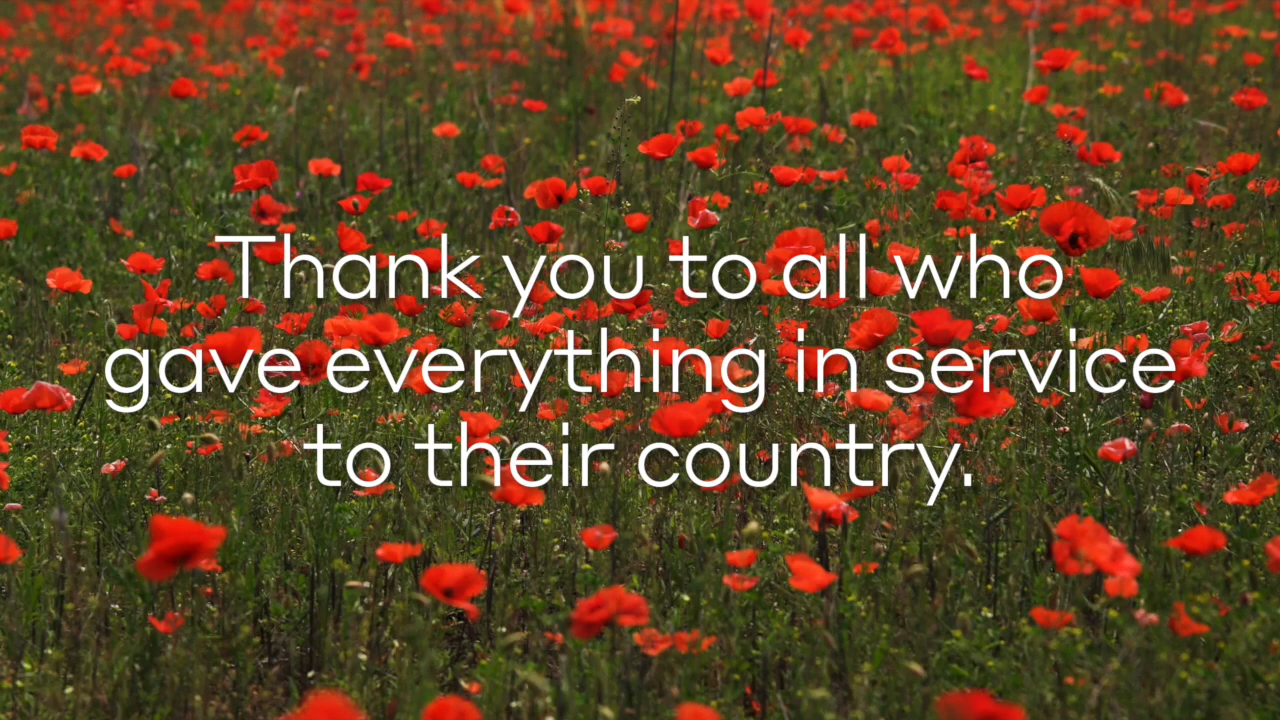 Thank you to all who
gave everything in service
to their country.